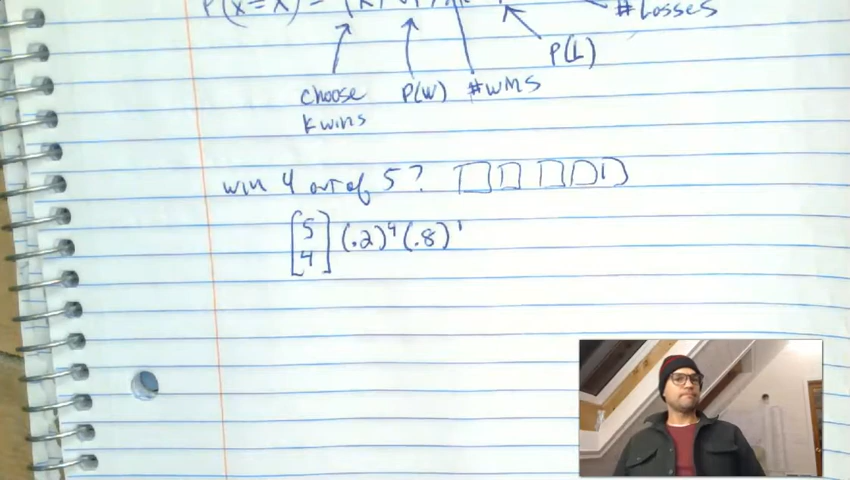 P(X=x) =
#Losses
P(L)
choose P(W) #wins
k wins
win 4 out of 5?
[5 4] (.2)⁴(.8)¹